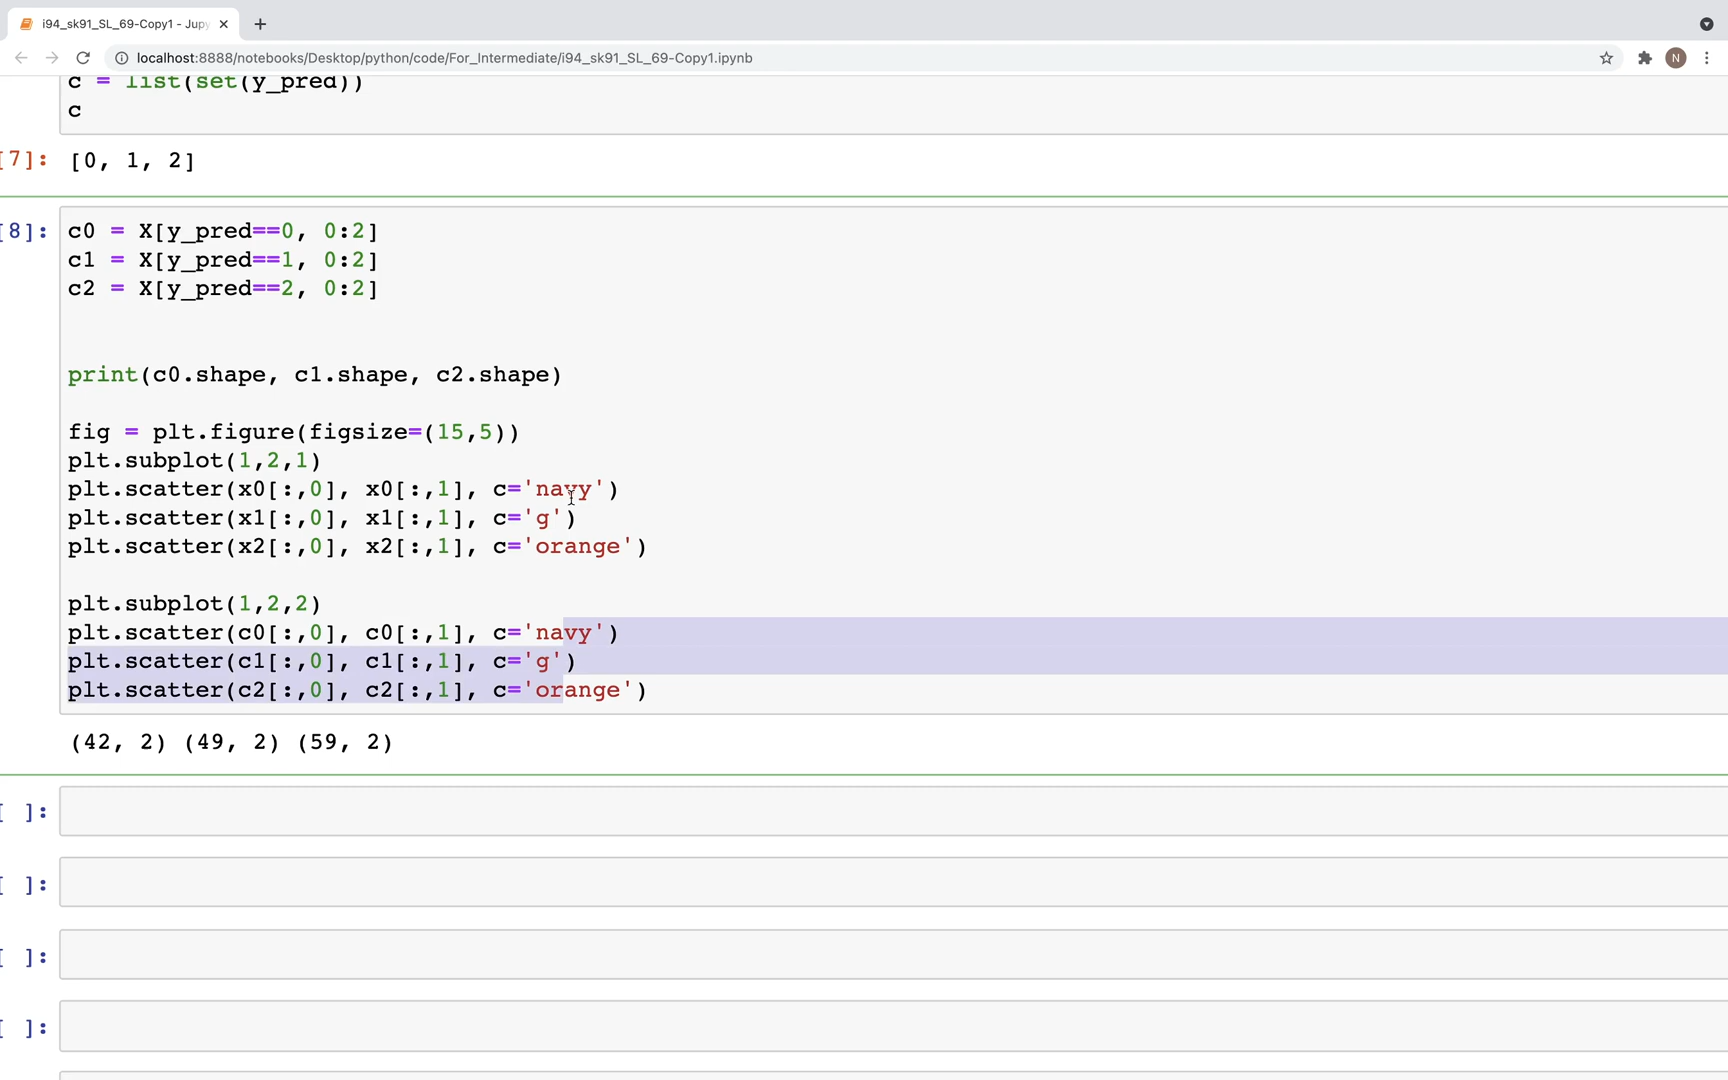 i94_sk91_SL_69-Copy1 - Jupy
localhost:8888/notebooks/Desktop/python/code/For_Intermediate/i94_sk91_SL_69-Copy1.ipynb
N
c = list(set(y_pred))
c
[7]: [0, 1, 2]
[8]: c0 = X[y_pred==0, 0:2]
c1 = X[y_pred==1, 0:2]
c2 = X[y_pred==2, 0:2]
print(c0.shape, c1.shape, c2.shape)
fig = plt.figure(figsize=(15,5))
plt.subplot(1,2,1)
plt.scatter(x0[:,0], x0[:,1], c='navy')
plt.scatter(x1[:,0], x1[:,1], c='g')
plt.scatter(x2[:,0], x2[:,1], c='orange')
plt.subplot(1,2,2)
plt.scatter(c0[:,0], c0[:,1], c='navy')
plt.scatter(c1[:,0], c1[:,1], c='g')
plt.scatter(c2[:,0], c2[:,1], c='orange')
(42, 2) (49, 2) (59, 2)
[ ]:
[ ]:
[ ]:
[ ]: